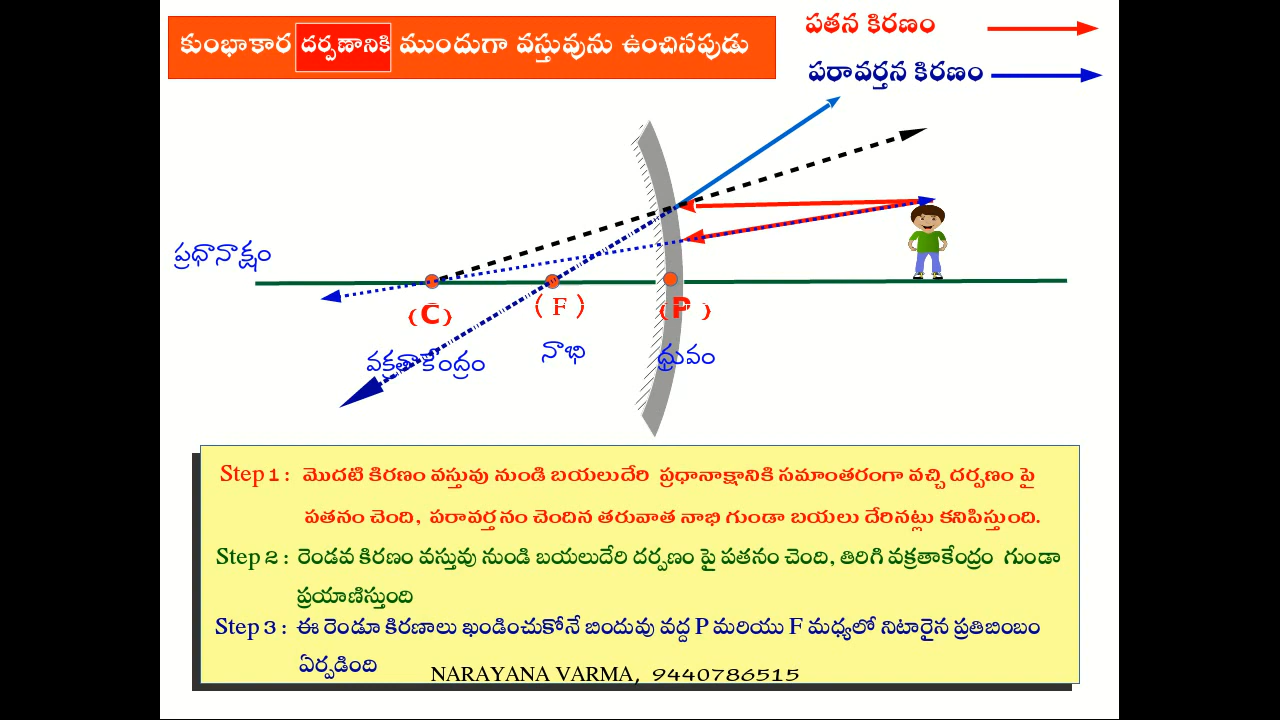 కుంభాకార దర్పణానికి ముందుగా వస్తువును ఉంచినపుడు
పతన కిరణం
పరావర్తన కిరణం
ప్రధానాక్షం
(C)
( F )
( P )
వక్రతాకేంద్రం
నాభి
ధ్రువం
Step 1 : మొదటి కిరణం వస్తువు నుండి బయలుదేరి ప్రధానాక్షానికి సమాంతరంగా వచ్చి దర్పణం పై
పతనం చెంది, పరావర్తనం చెందిన తరువాత నాభి గుండా బయలు దేరినట్లు కనిపిస్తుంది.
Step 2 : రెండవ కిరణం వస్తువు నుండి బయలుదేరి దర్పణం పై పతనం చెంది, తిరిగి వక్రతాకేంద్రం గుండా
ప్రయాణిస్తుంది
Step 3 : ఈ రెండూ కిరణాలు ఖండించుకోనే బిందువు వద్ద P మరియు F మధ్యలో నిటారైన ప్రతిబింబం
ఏర్పడింది
NARAYANA VARMA, 9440786515